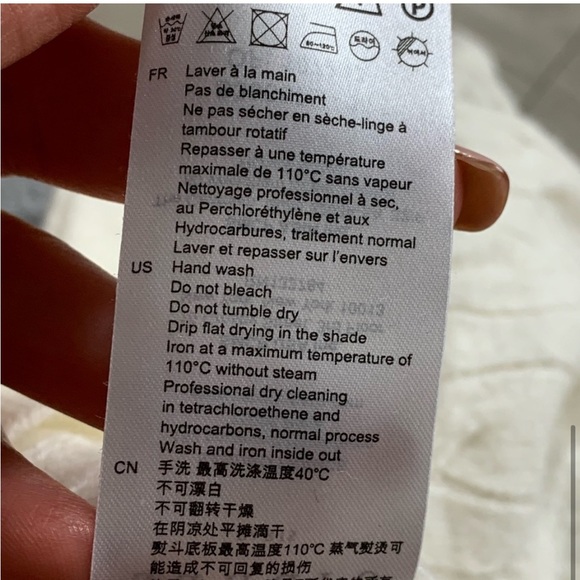 P
80~120℃
드라이
FR Laver à la main
Pas de blanchiment
Ne pas sécher en sèche-linge à
tambour rotatif
Repasser à une température
maximale de 110°C sans vapeur
Nettoyage professionnel à sec,
au Perchloréthylène et aux
Hydrocarbures, traitement normal
Laver et repasser sur l'envers
US Hand wash
Do not bleach
Do not tumble dry
Drip flat drying in the shade
Iron at a maximum temperature of
110°C without steam
Professional dry cleaning
in tetrachloroethene and
hydrocarbons, normal process
Wash and iron inside out
CN 手洗 最高洗涤温度40°C
不可漂白
不可翻转干燥
在阴凉处平摊滴干
熨斗底板最高温度110°C 蒸气熨烫可
能造成不可回复的损伤